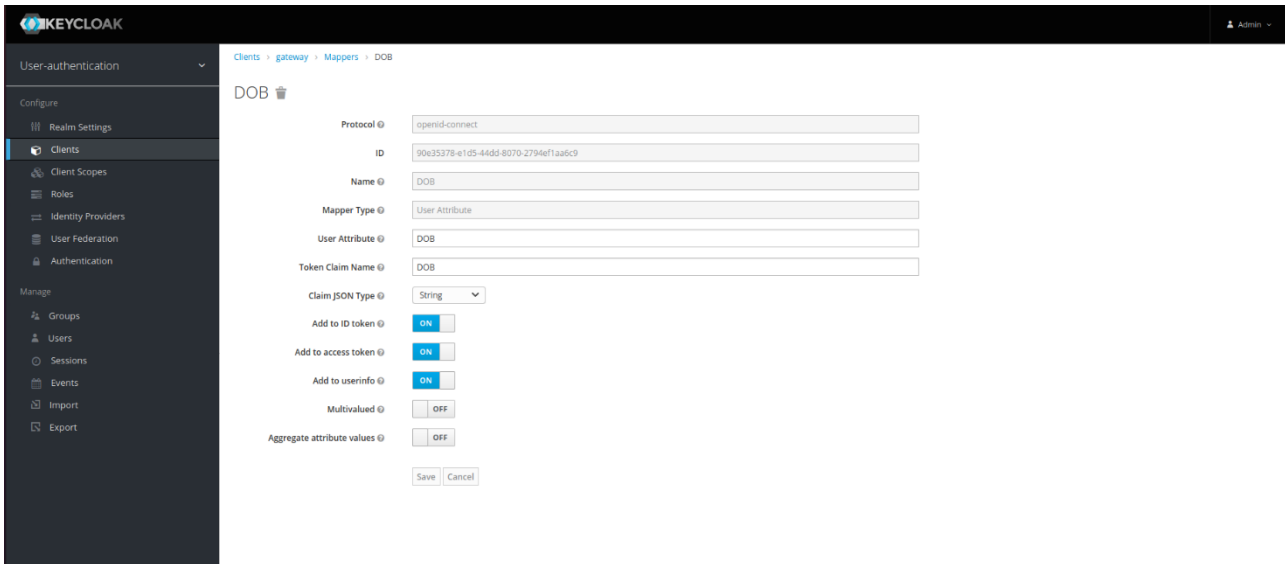 KEYCLOAK
Admin
User-authentication
Configure
Realm Settings
Clients
Client Scopes
Roles
Identity Providers
User Federation
Authentication
Manage
Groups
Users
Sessions
Events
Import
Export
Clients > gateway > Mappers > DOB
DOB
Protocol openid-connect
ID 90e35378-e1d5-44dd-8070-2794ef1aa6c9
Name DOB
Mapper Type User Attribute
User Attribute DOB
Token Claim Name DOB
Claim JSON Type String
Add to ID token ON
Add to access token ON
Add to userinfo ON
Multivalued OFF
Aggregate attribute values OFF
Save Cancel